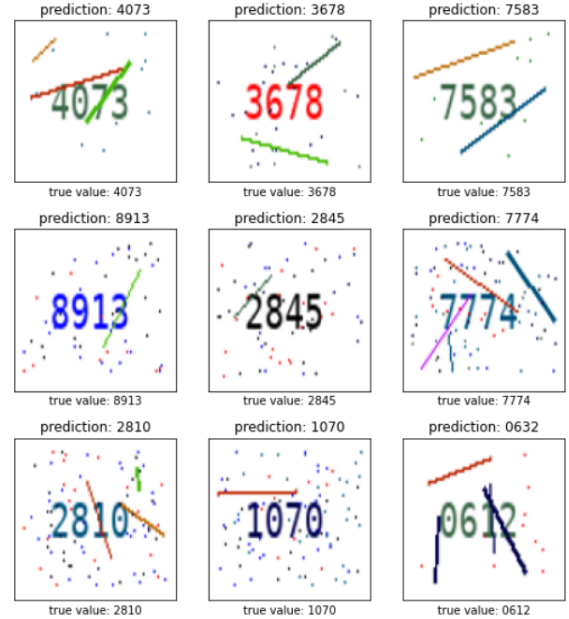 prediction: 4073 prediction: 3678 prediction: 7583
4073 3678 7583
true value: 4073 true value: 3678 true value: 7583
prediction: 8913 prediction: 2845 prediction: 7774
8913 2845 7774
true value: 8913 true value: 2845 true value: 7774
prediction: 2810 prediction: 1070 prediction: 0632
2810 1070 0612
true value: 2810 true value: 1070 true value: 0612